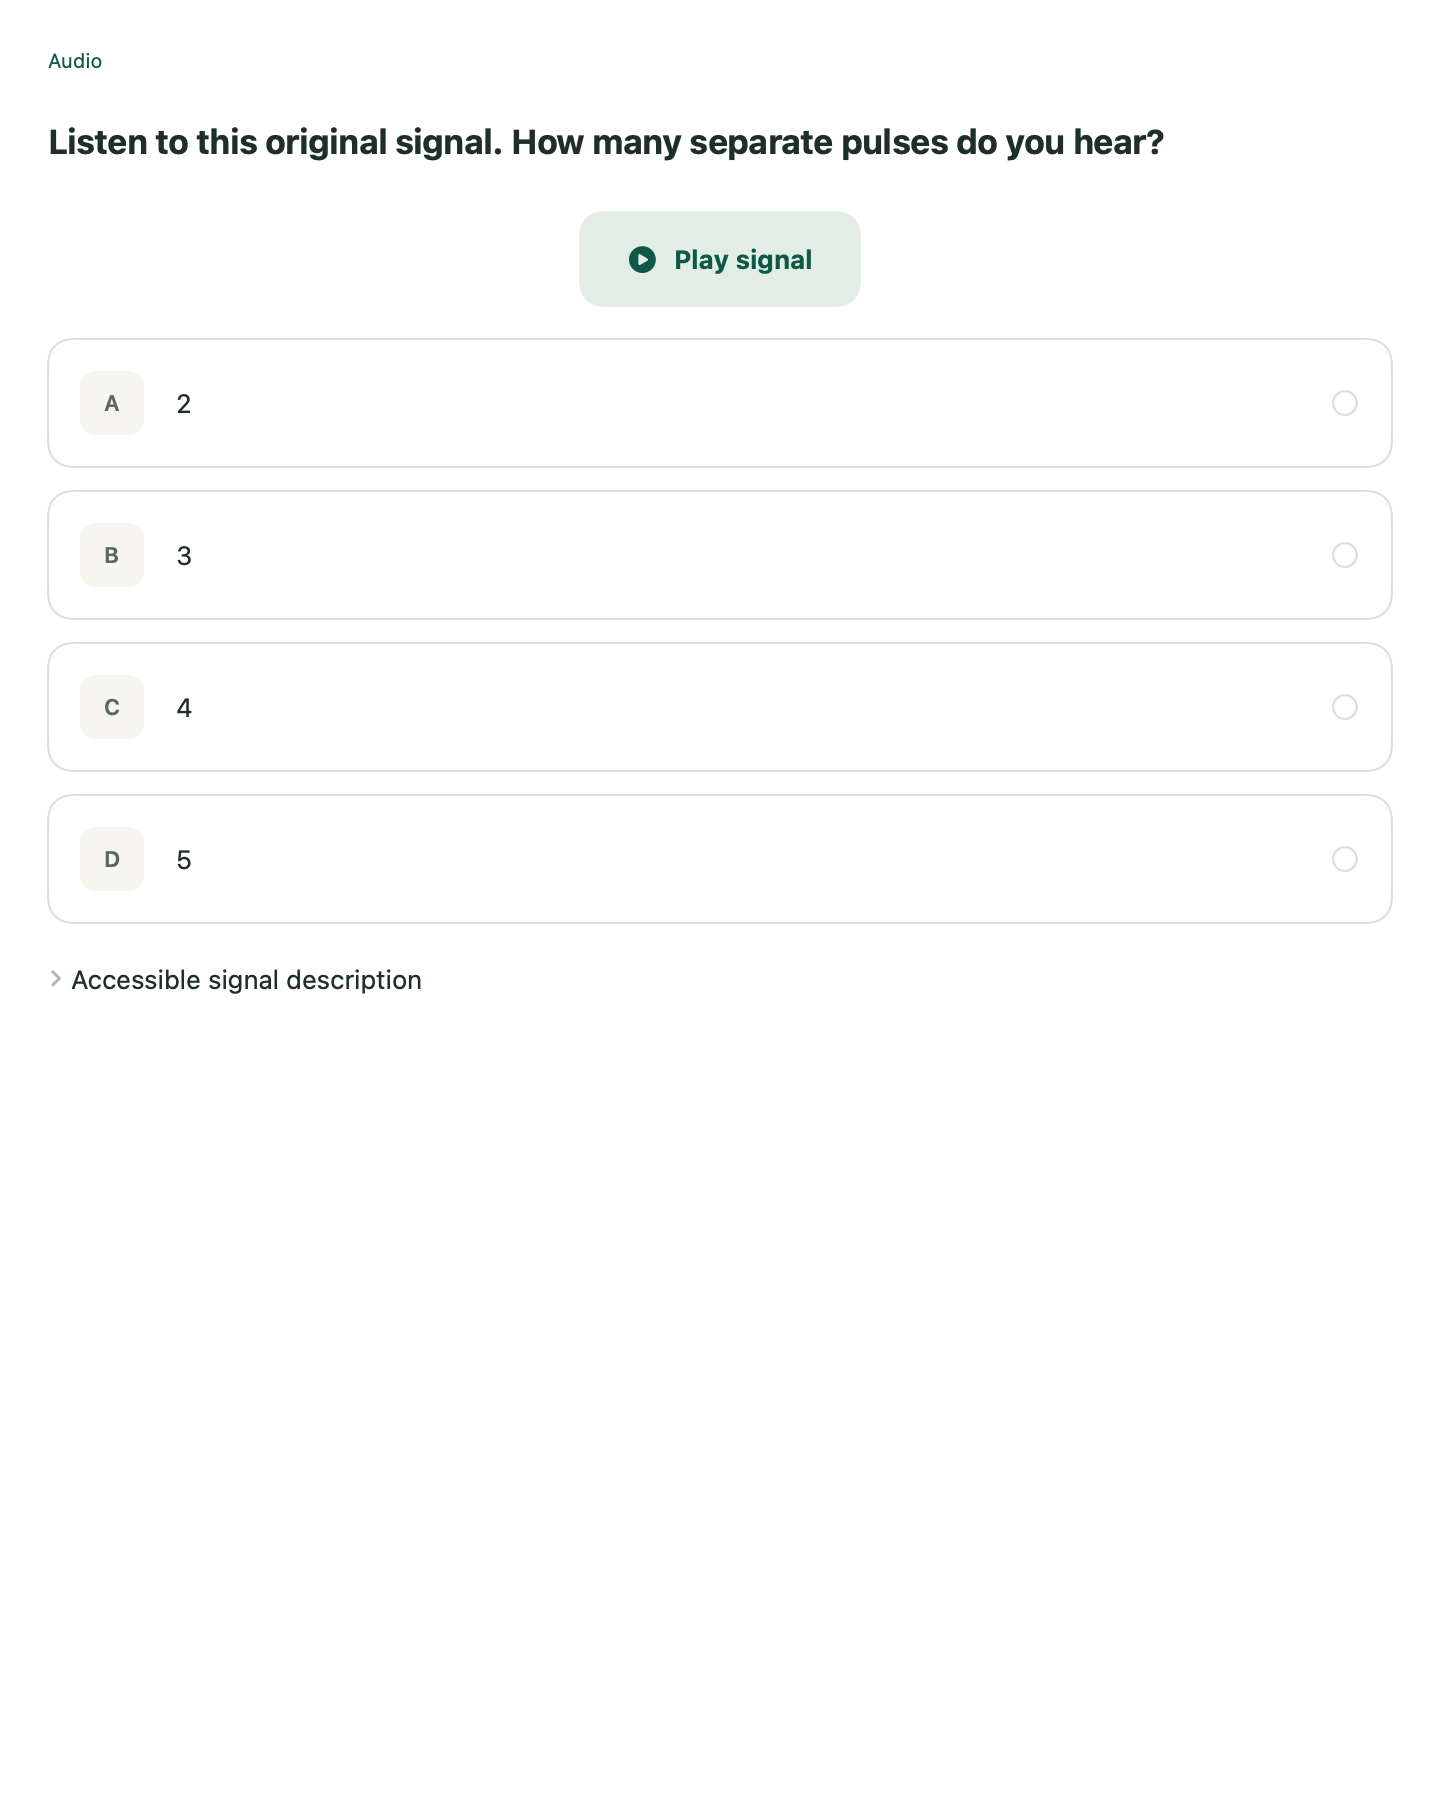 Audio
Listen to this original signal. How many separate pulses do you hear?
Play signal
A 2
B 3
C 4
D 5
Accessible signal description